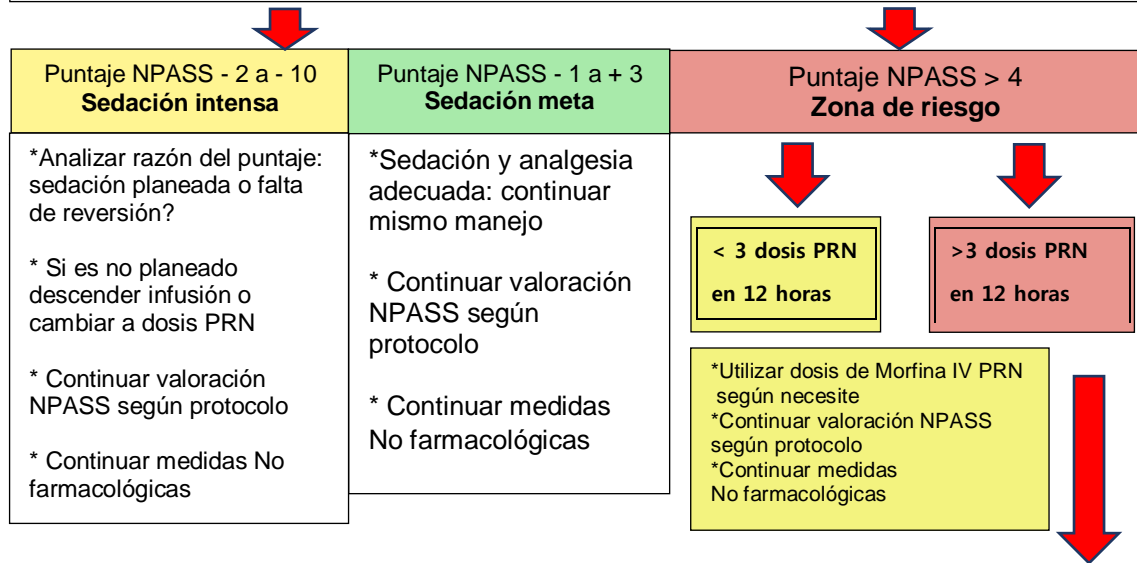 Puntaje NPASS - 2 a - 10
Sedación intensa
Puntaje NPASS - 1 a + 3
Sedación meta
Puntaje NPASS > 4
Zona de riesgo
*Analizar razón del puntaje:
sedación planeada o falta
de reversión?
* Si es no planeado
descender infusión o
cambiar a dosis PRN
* Continuar valoración
NPASS según protocolo
* Continuar medidas No
farmacológicas
*Sedación y analgesia
adecuada: continuar
mismo manejo
* Continuar valoración
NPASS según
protocolo
* Continuar medidas
No farmacológicas
< 3 dosis PRN
en 12 horas
>3 dosis PRN
en 12 horas
*Utilizar dosis de Morfina IV PRN
según necesite
*Continuar valoración NPASS
según protocolo
*Continuar medidas
No farmacológicas